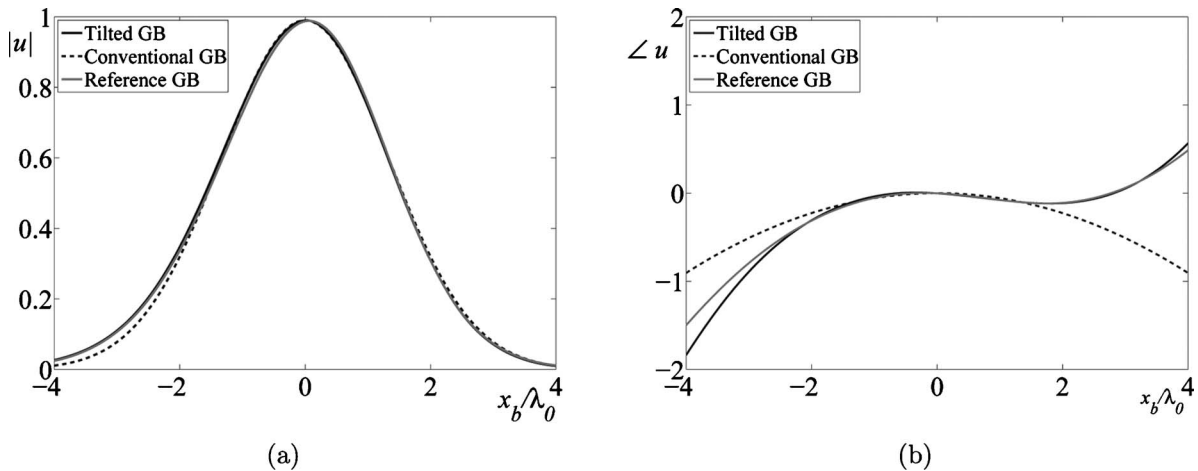 |u|
1
0.8
0.6
0.4
0.2
0
Tilted GB
Conventional GB
Reference GB
−4
−2
0
2
4
x_b/λ_0
(a)
∠ u
2
1
0
−1
−2
Tilted GB
Conventional GB
Reference GB
−4
−2
0
2
4
x_b/λ_0
(b)